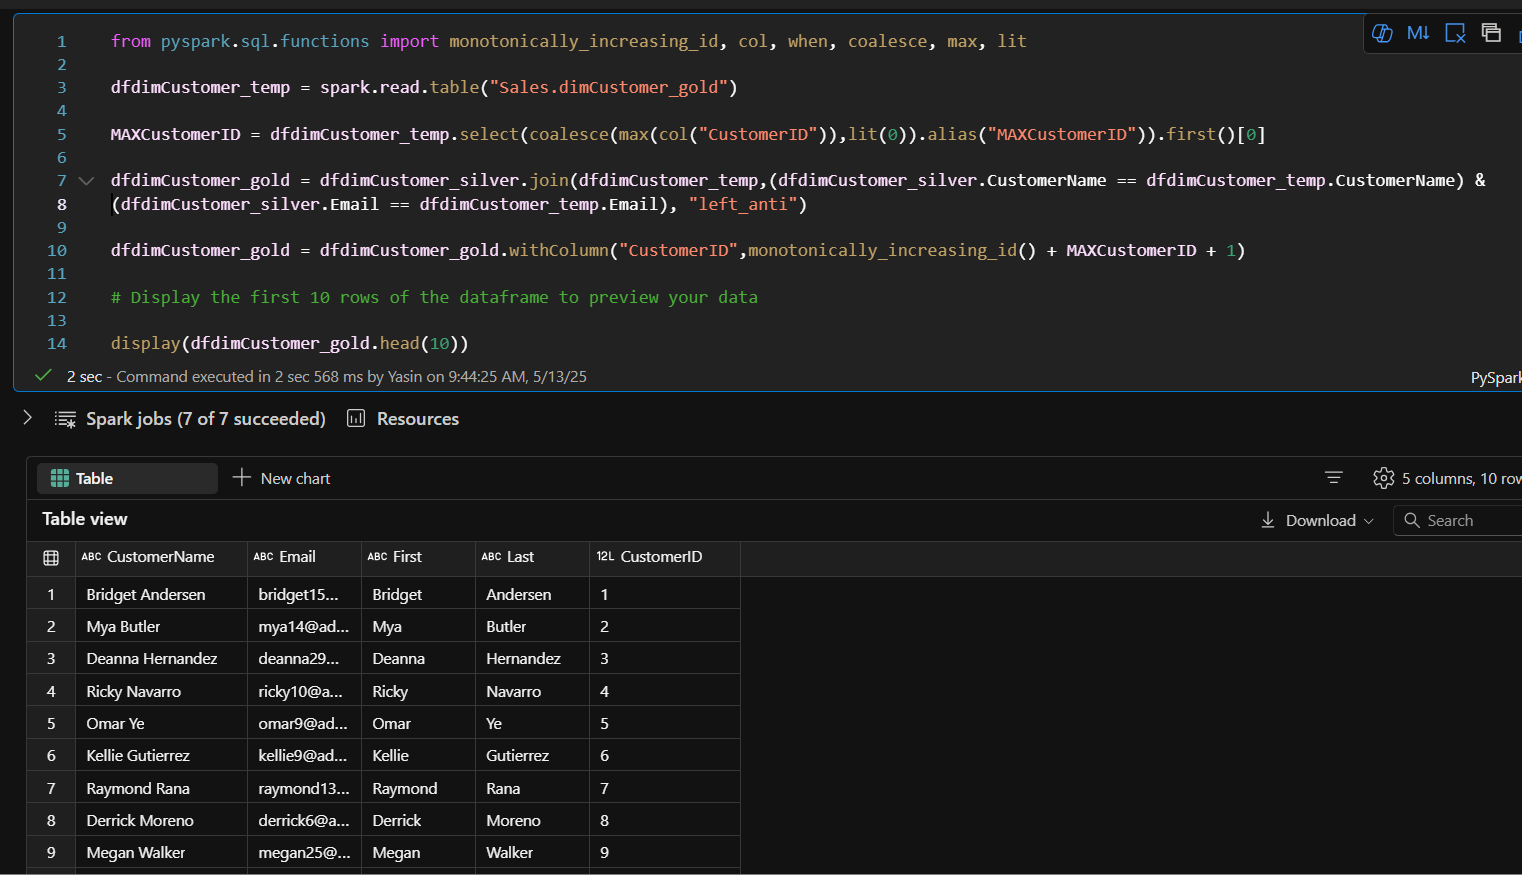 1 from pyspark.sql.functions import monotonically_increasing_id, col, when, coalesce, max, lit
2
3 dfdimCustomer_temp = spark.read.table("Sales.dimCustomer_gold")
4
5 MAXCustomerID = dfdimCustomer_temp.select(coalesce(max(col("CustomerID")),lit(0)).alias("MAXCustomerID")).first()[0]
6
7 dfdimCustomer_gold = dfdimCustomer_silver.join(dfdimCustomer_temp,(dfdimCustomer_silver.CustomerName == dfdimCustomer_temp.CustomerName) &
8 (dfdimCustomer_silver.Email == dfdimCustomer_temp.Email), "left_anti")
9
10 dfdimCustomer_gold = dfdimCustomer_gold.withColumn("CustomerID",monotonically_increasing_id() + MAXCustomerID + 1)
11
12 # Display the first 10 rows of the dataframe to preview your data
13
14 display(dfdimCustomer_gold.head(10))
M↓
2 sec - Command executed in 2 sec 568 ms by Yasin on 9:44:25 AM, 5/13/25
PySpark
Spark jobs (7 of 7 succeeded) Resources
Table New chart 5 columns, 10 row
Table view Download Search
ABC CustomerName ABC Email ABC First ABC Last 12L CustomerID
1 Bridget Andersen bridget15... Bridget Andersen 1
2 Mya Butler mya14@ad... Mya Butler 2
3 Deanna Hernandez deanna29... Deanna Hernandez 3
4 Ricky Navarro ricky10@a... Ricky Navarro 4
5 Omar Ye omar9@ad... Omar Ye 5
6 Kellie Gutierrez kellie9@ad... Kellie Gutierrez 6
7 Raymond Rana raymond13... Raymond Rana 7
8 Derrick Moreno derrick6@a... Derrick Moreno 8
9 Megan Walker megan25@... Megan Walker 9